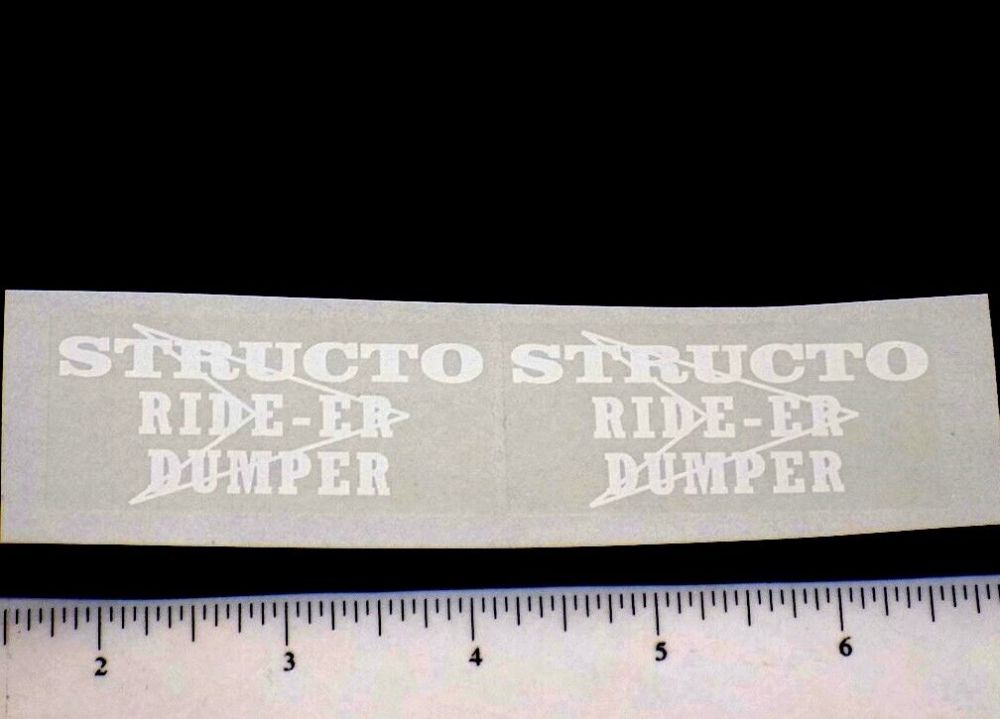 STRUCTO
RIDE-ER
DUMPER
STRUCTO
RIDE-ER
DUMPER
2 3 4 5 6